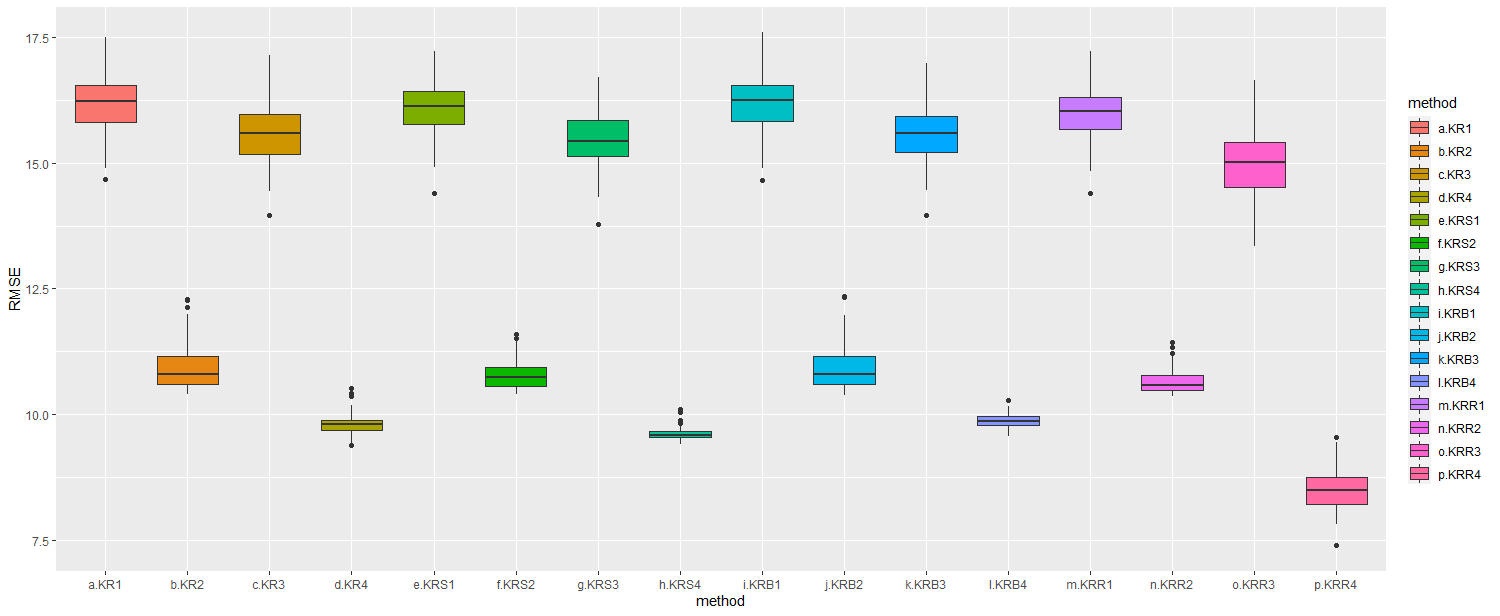 17.5
15.0
12.5
10.0
7.5
RMSE
a.KR1 b.KR2 c.KR3 d.KR4 e.KRS1 f.KRS2 g.KRS3 h.KRS4 i.KRB1 j.KRB2 k.KRB3 l.KRB4 m.KRR1 n.KRR2 o.KRR3 p.KRR4
method
method
a.KR1
b.KR2
c.KR3
d.KR4
e.KRS1
f.KRS2
g.KRS3
h.KRS4
i.KRB1
j.KRB2
k.KRB3
l.KRB4
m.KRR1
n.KRR2
o.KRR3
p.KRR4